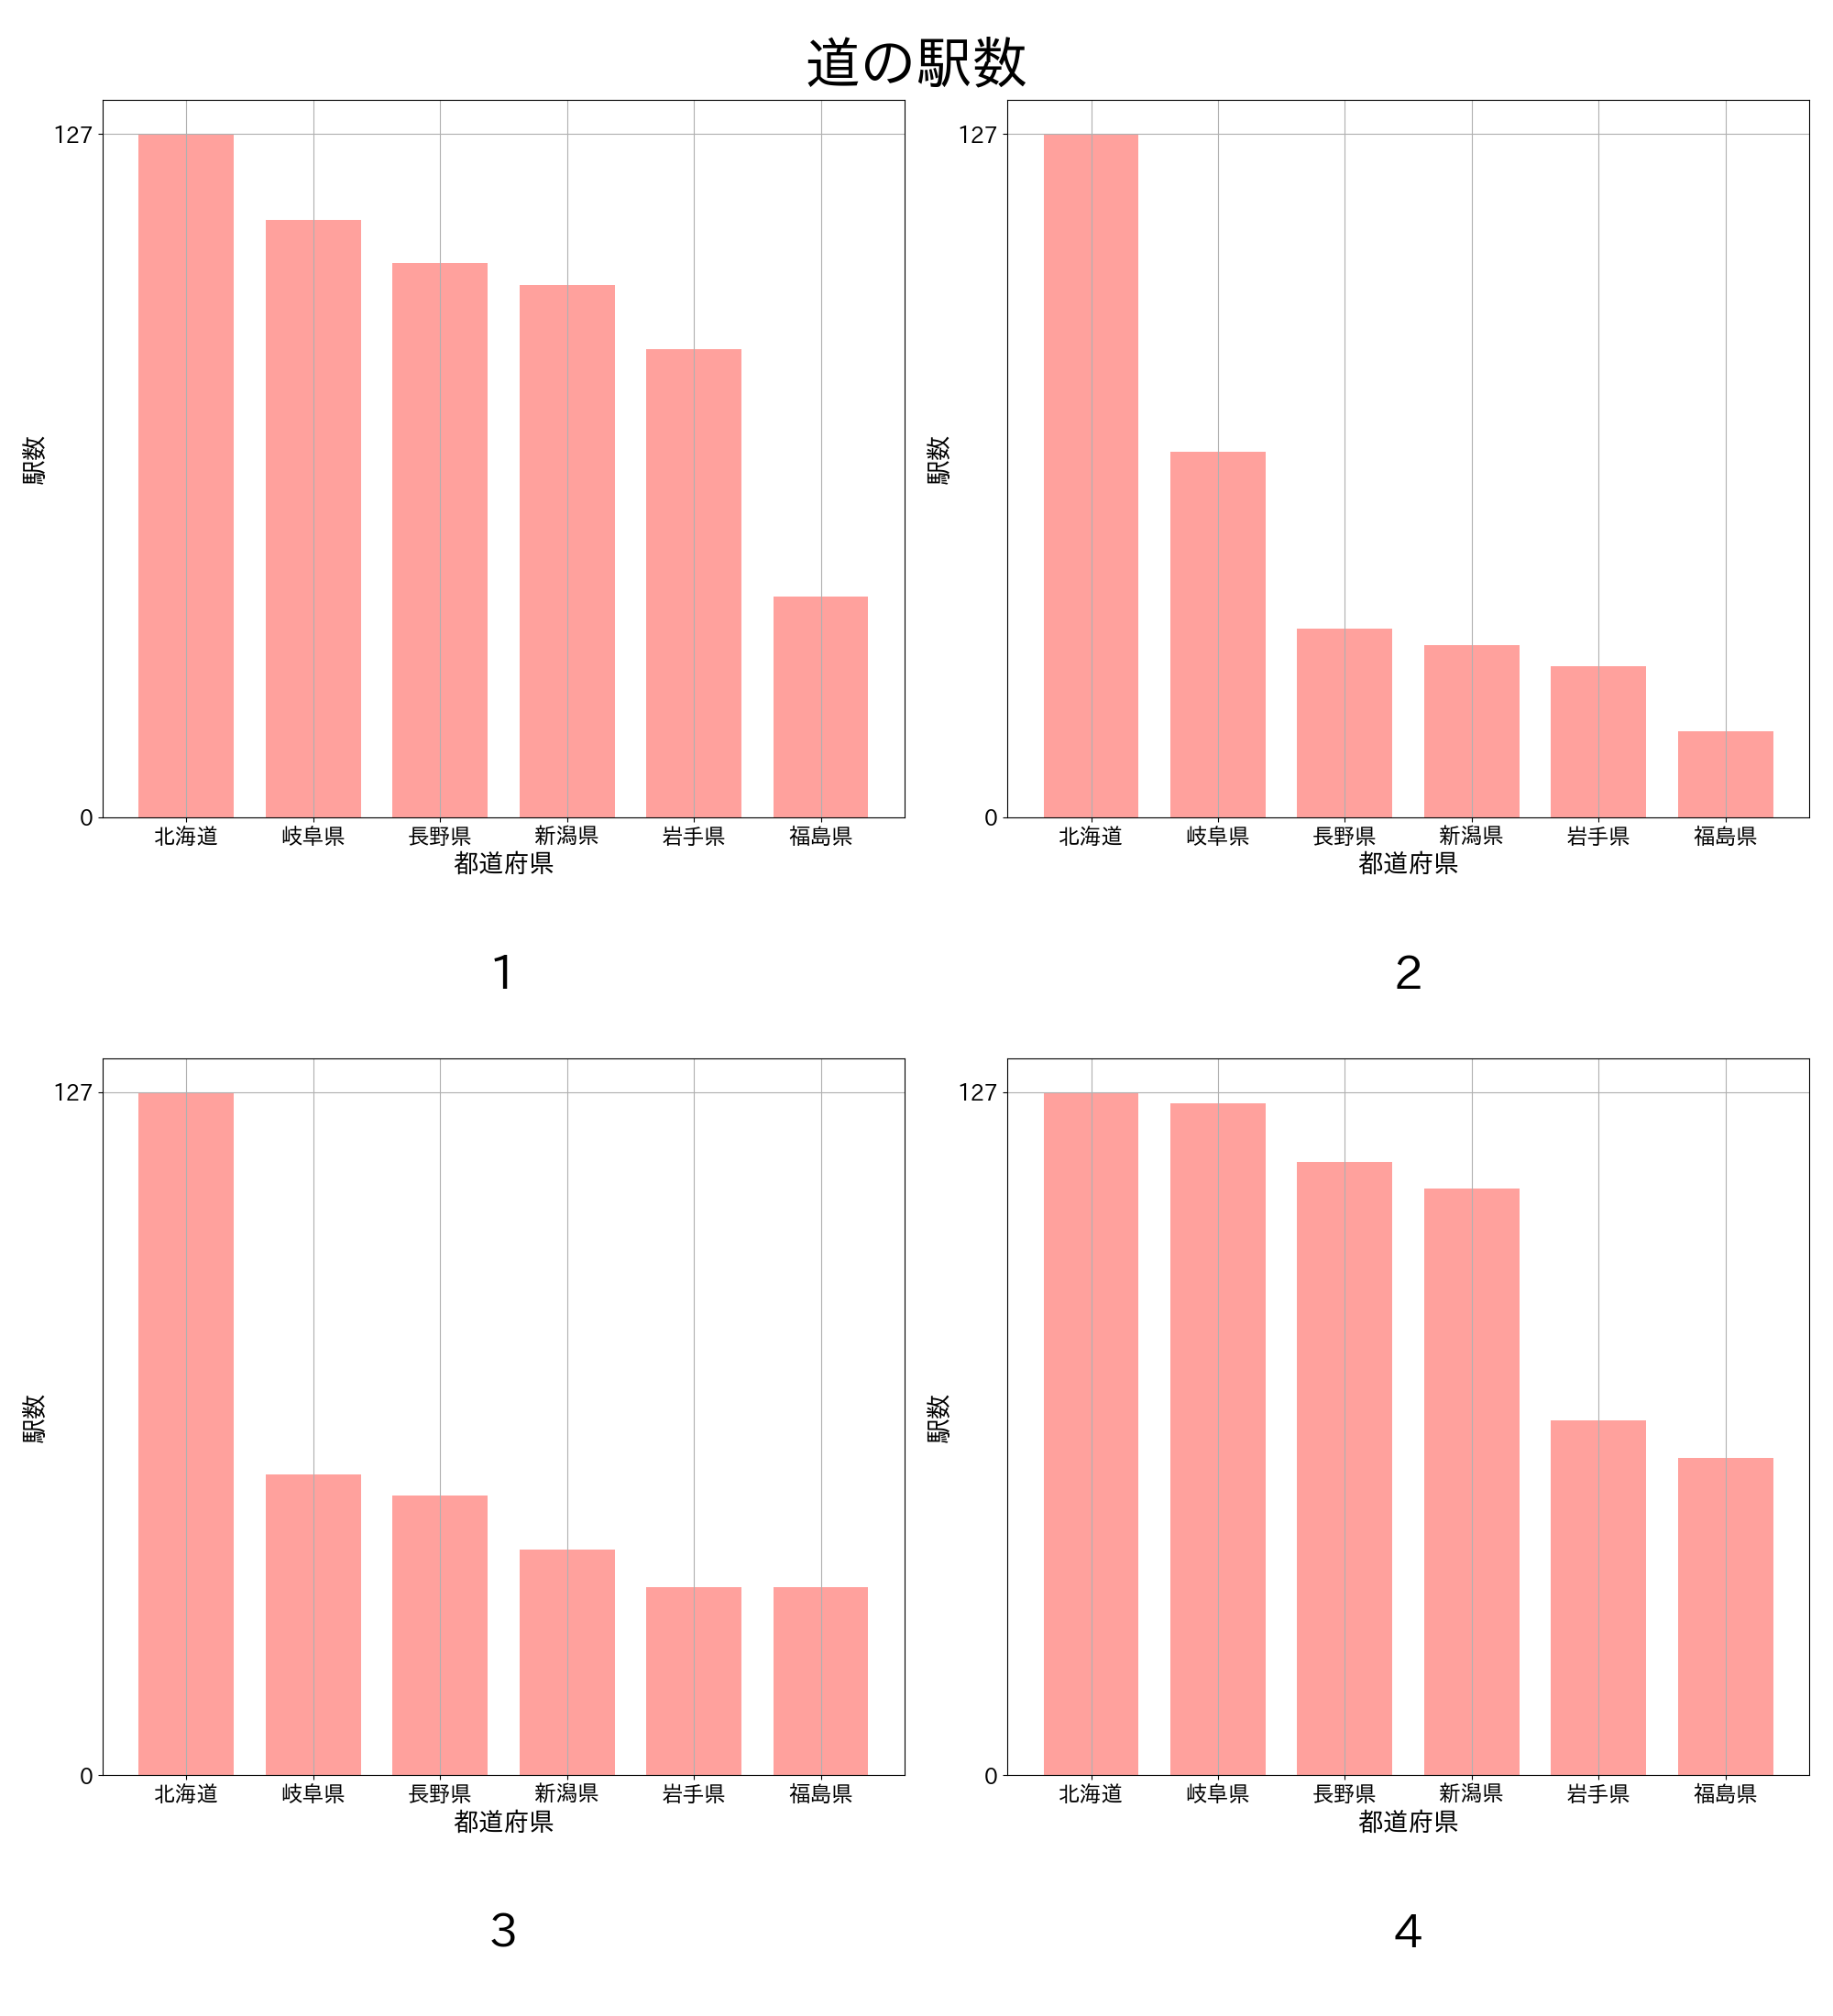 道の駅数
127
駅数
0
北海道 岐阜県 長野県 新潟県 岩手県 福島県
都道府県
1
127
駅数
0
北海道 岐阜県 長野県 新潟県 岩手県 福島県
都道府県
2
127
駅数
0
北海道 岐阜県 長野県 新潟県 岩手県 福島県
都道府県
3
127
駅数
0
北海道 岐阜県 長野県 新潟県 岩手県 福島県
都道府県
4